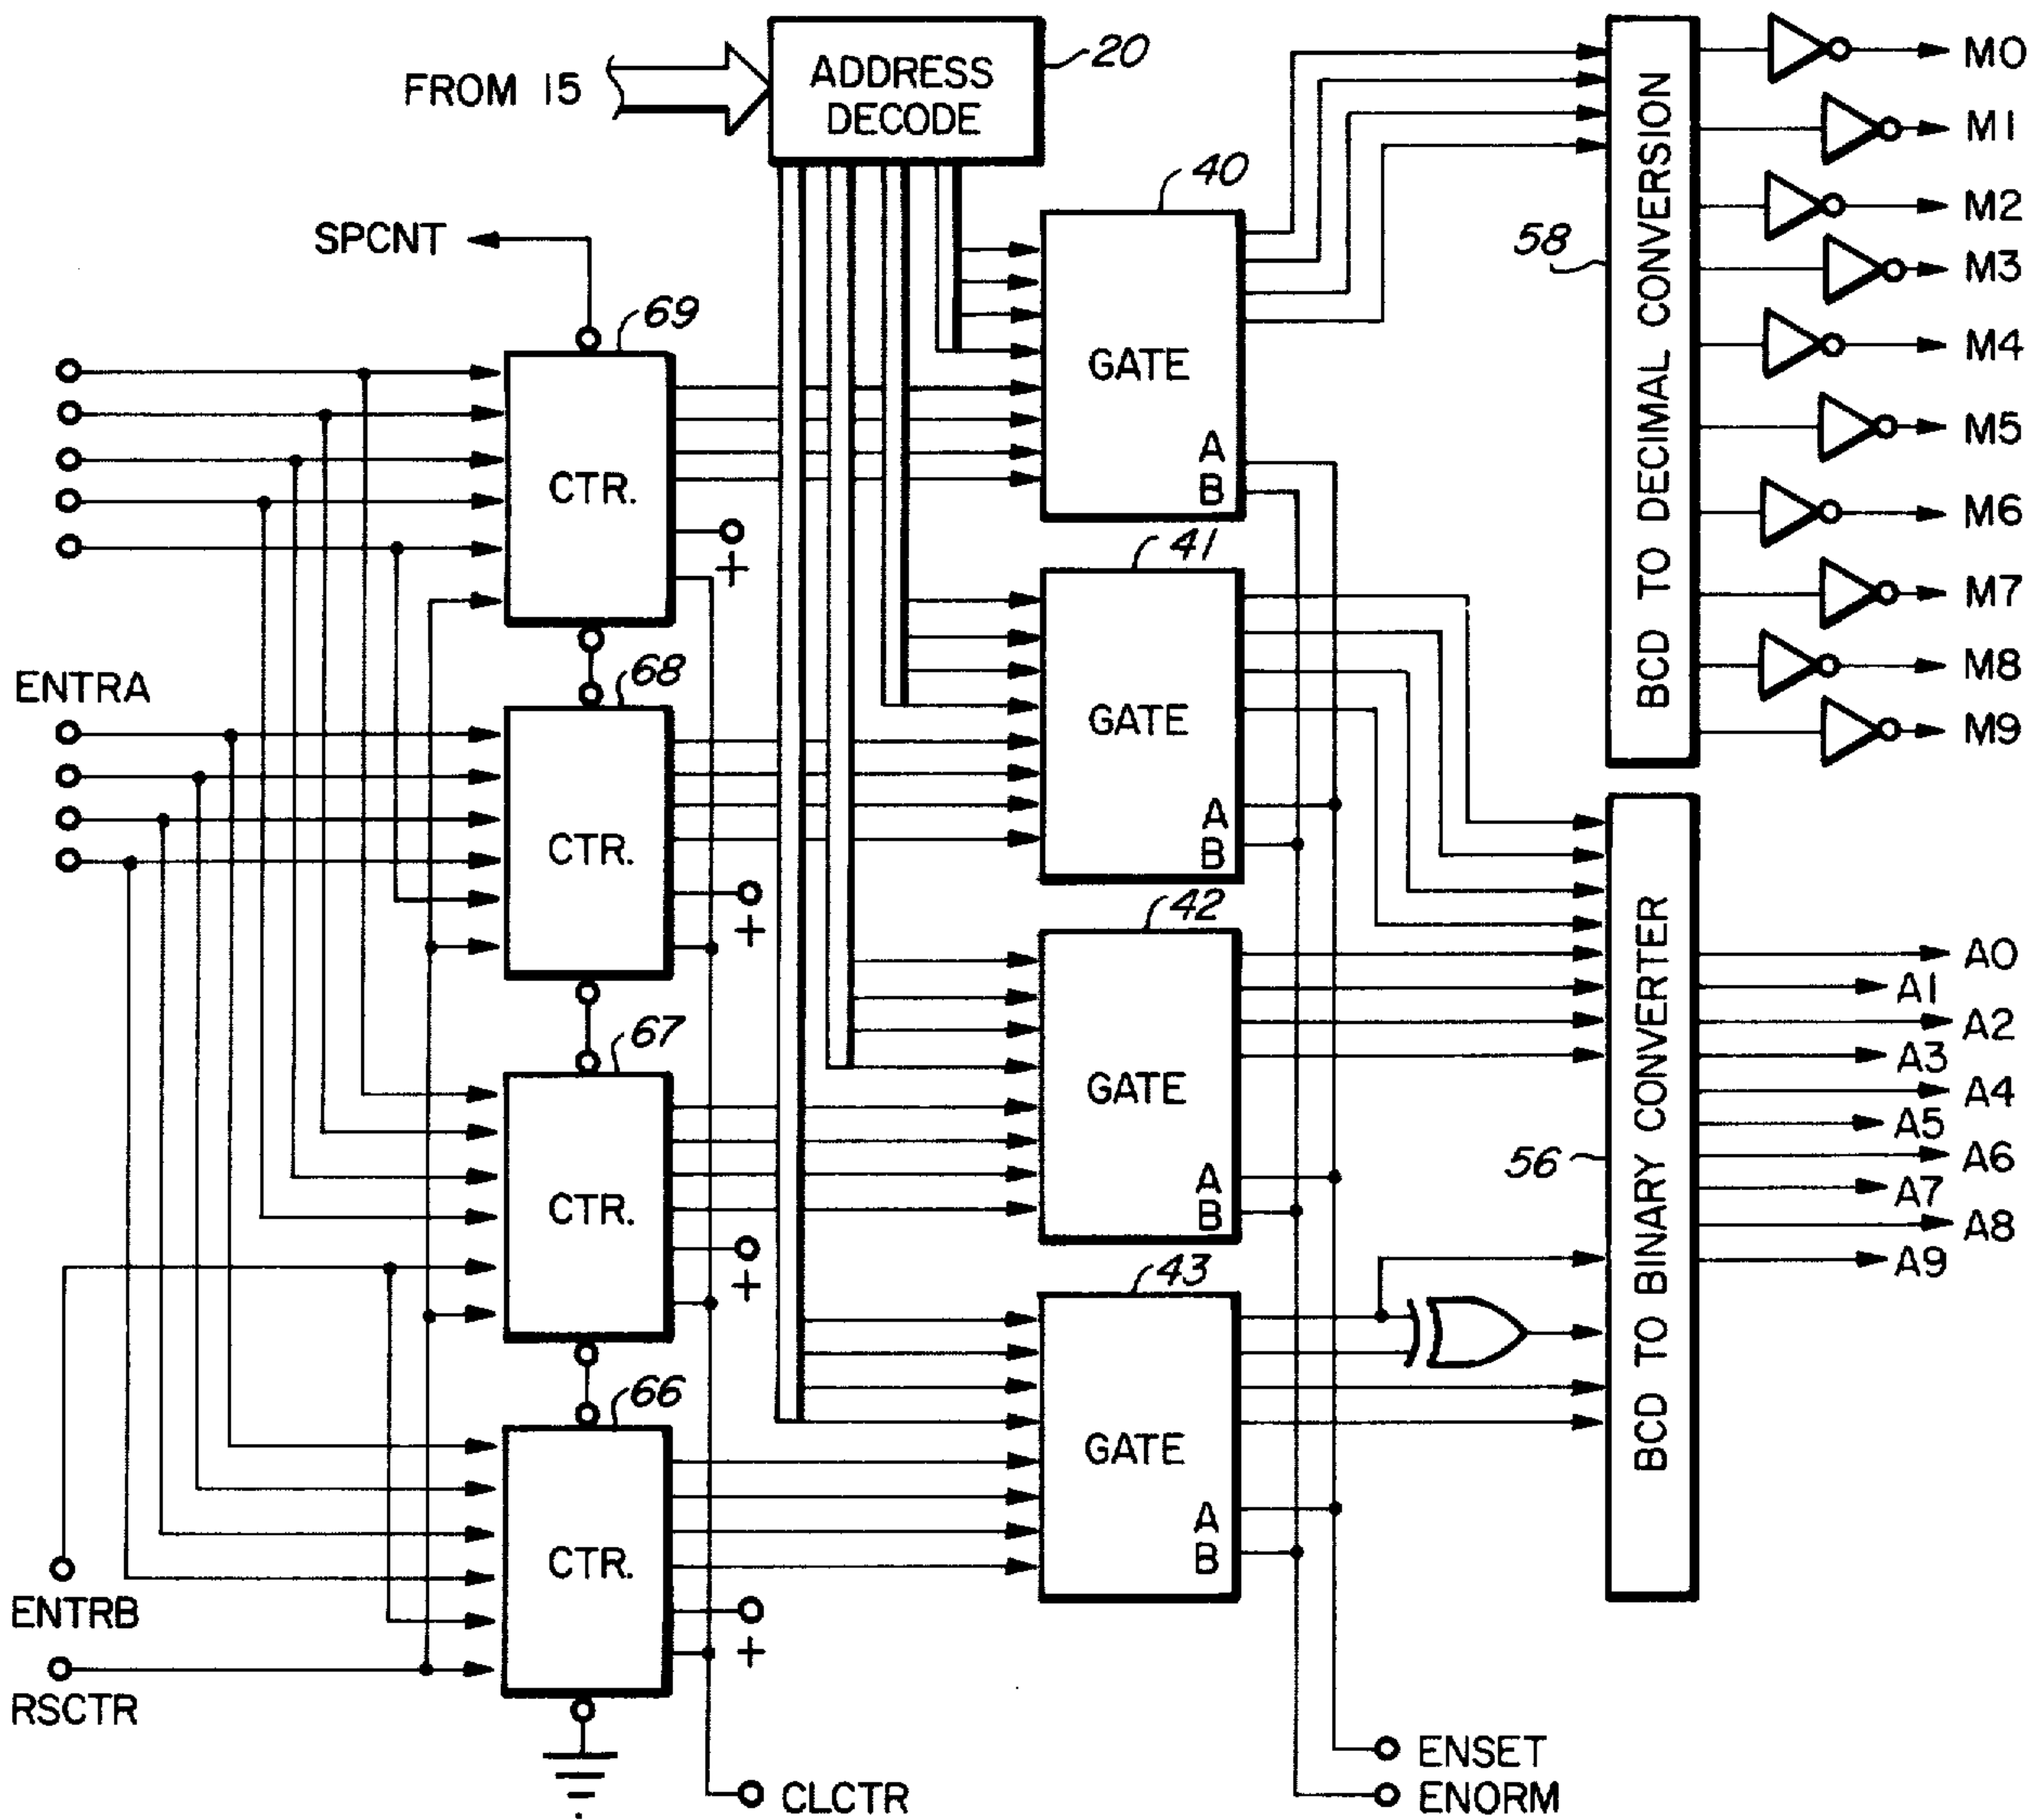 FROM 15
ADDRESS
DECODE
20
SPCNT
69
CTR.
+
ENTRA
68
CTR.
+
67
CTR.
+
66
CTR.
+
ENTRB
RSCTR
CLCTR
40
GATE
A
B
41
GATE
A
B
42
GATE
A
B
43
GATE
A
B
ENSET
ENORM
58
BCD TO DECIMAL CONVERSION
M0
M1
M2
M3
M4
M5
M6
M7
M8
M9
56
BCD TO BINARY CONVERTER
A0
A1
A2
A3
A4
A5
A6
A7
A8
A9